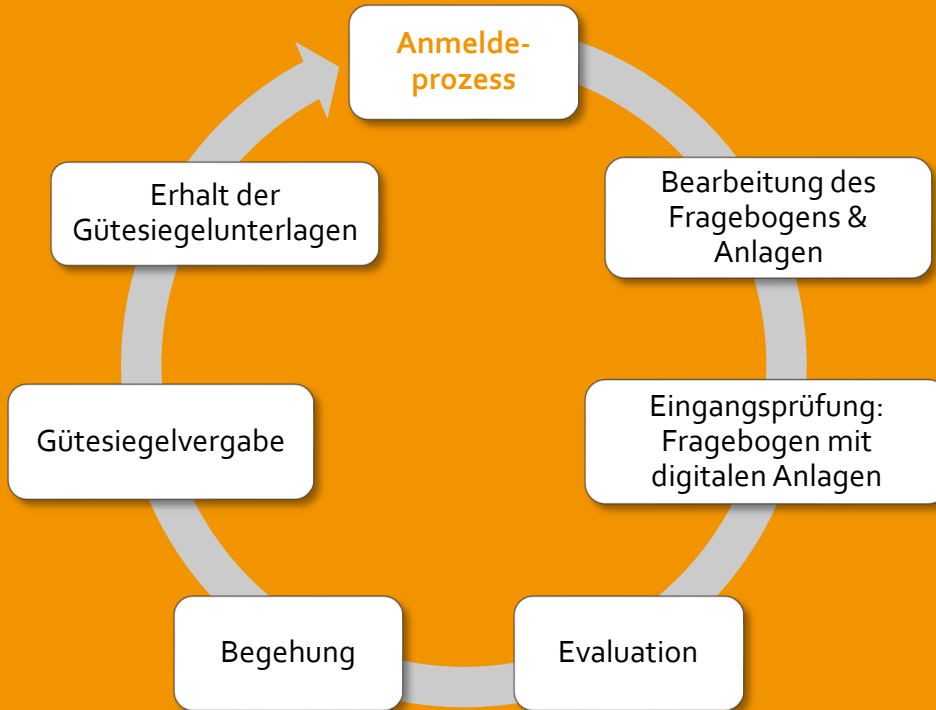 Anmelde-
prozess
Bearbeitung des
Fragebogens &
Anlagen
Eingangsprüfung:
Fragebogen mit
digitalen Anlagen
Evaluation
Begehung
Gütesiegelvergabe
Erhalt der
Gütesiegelunterlagen